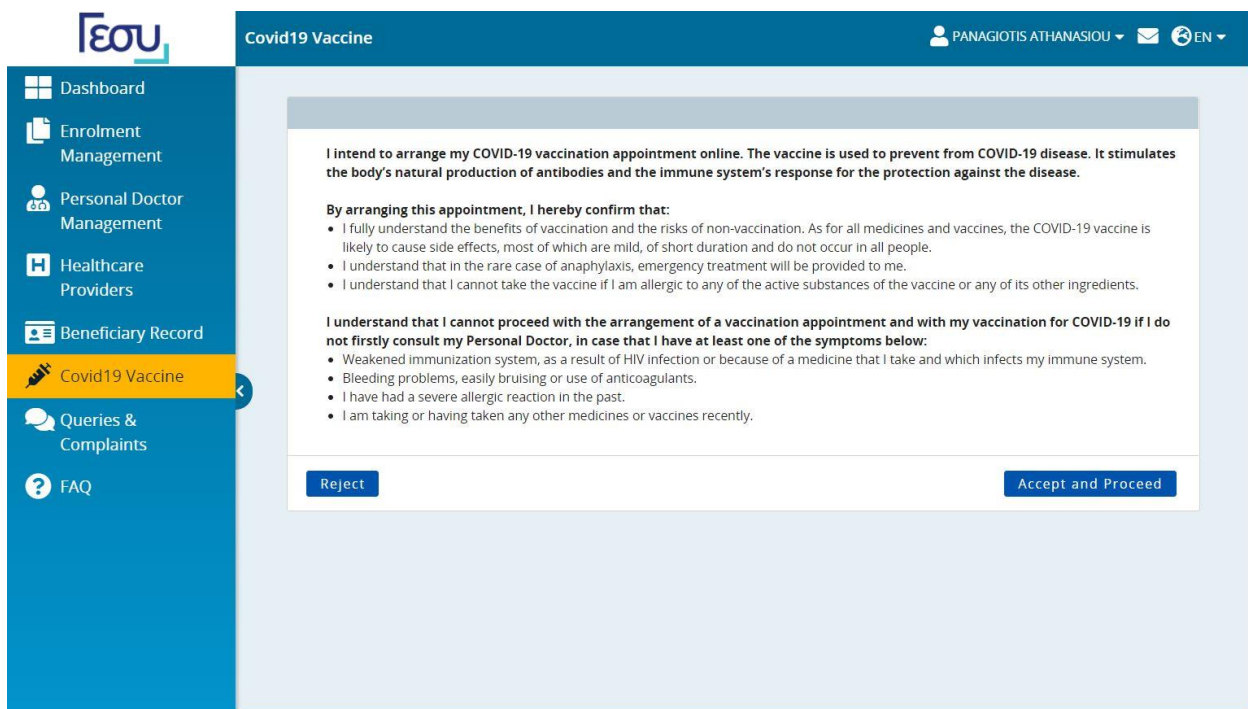 Γεσυ
Covid19 Vaccine
PANAGIOTIS ATHANASIOU
EN
Dashboard
Enrolment
Management
Personal Doctor
Management
H Healthcare
Providers
Beneficiary Record
Covid19 Vaccine
Queries &
Complaints
? FAQ
I intend to arrange my COVID-19 vaccination appointment online. The vaccine is used to prevent from COVID-19 disease. It stimulates
the body's natural production of antibodies and the immune system's response for the protection against the disease.
By arranging this appointment, I hereby confirm that:
• I fully understand the benefits of vaccination and the risks of non-vaccination. As for all medicines and vaccines, the COVID-19 vaccine is
likely to cause side effects, most of which are mild, of short duration and do not occur in all people.
• I understand that in the rare case of anaphylaxis, emergency treatment will be provided to me.
• I understand that I cannot take the vaccine if I am allergic to any of the active substances of the vaccine or any of its other ingredients.
I understand that I cannot proceed with the arrangement of a vaccination appointment and with my vaccination for COVID-19 if I do
not firstly consult my Personal Doctor, in case that I have at least one of the symptoms below:
• Weakened immunization system, as a result of HIV infection or because of a medicine that I take and which infects my immune system.
• Bleeding problems, easily bruising or use of anticoagulants.
• I have had a severe allergic reaction in the past.
• I am taking or having taken any other medicines or vaccines recently.
Reject
Accept and Proceed